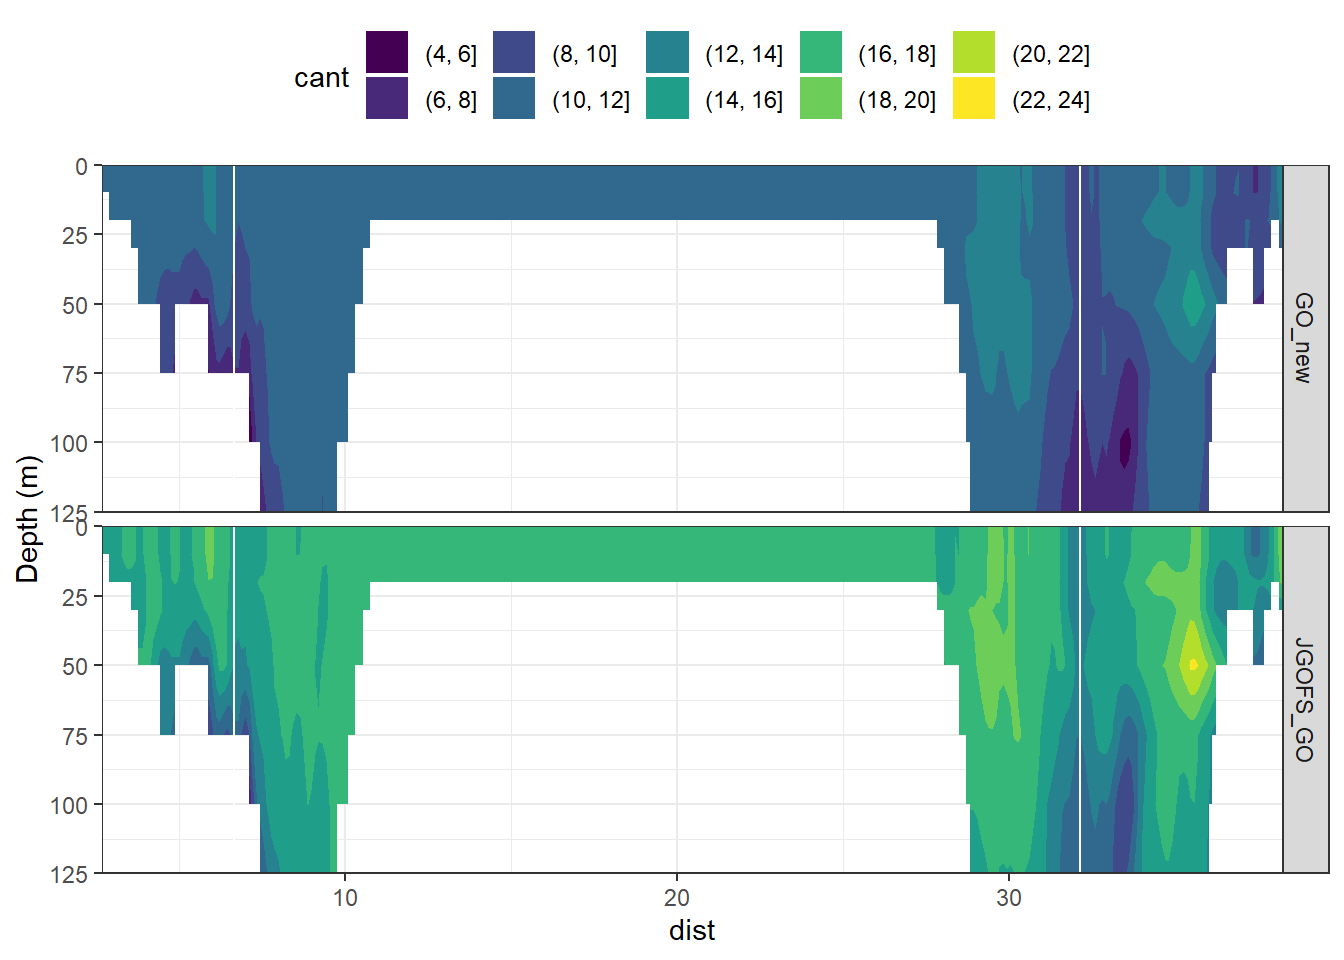 cant
(4, 6] (8, 10] (12, 14] (16, 18] (20, 22]
(6, 8] (10, 12] (14, 16] (18, 20] (22, 24]
Depth (m)
0
25
50
75
100
125
GO_new
0
25
50
75
100
125
JGOFS_GO
10 20 30
dist